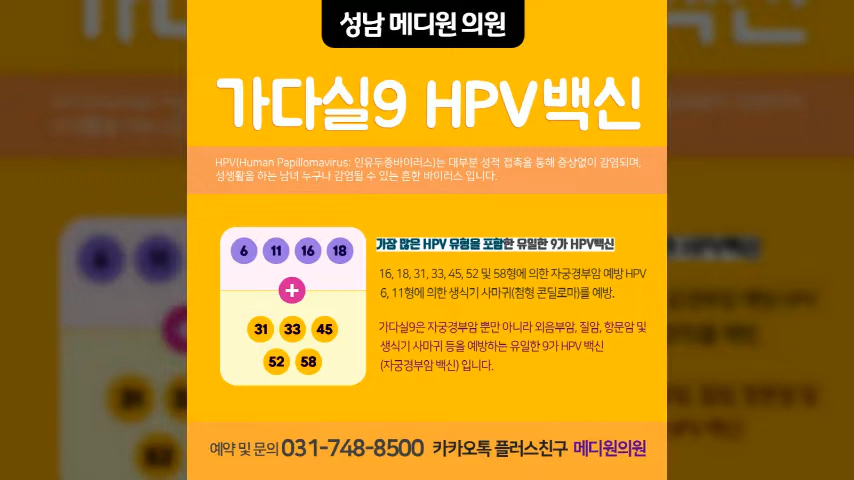 성남 메디원 의원
가다실9 HPV백신
HPV(Human Papillomavirus: 인유두종바이러스)는 대부분 성적 접촉을 통해 증상없이 감염되며,
성생활을 하는 남녀 누구나 감염될 수 있는 흔한 바이러스 입니다.
6 11 16 18
+
31 33 45
52 58
가장 많은 HPV 유형을 포함한 유일한 9가 HPV백신
16, 18, 31, 33, 45, 52 및 58형에 의한 자궁경부암 예방 HPV
6, 11형에 의한 생식기 사마귀(첨형 콘딜로마)를 예방.
가다실9은 자궁경부암 뿐만 아니라 외음부암, 질암, 항문암 및
생식기 사마귀 등을 예방하는 유일한 9가 HPV 백신
(자궁경부암 백신) 입니다.
예약 및 문의 031-748-8500 카카오톡 플러스친구 메디원의원